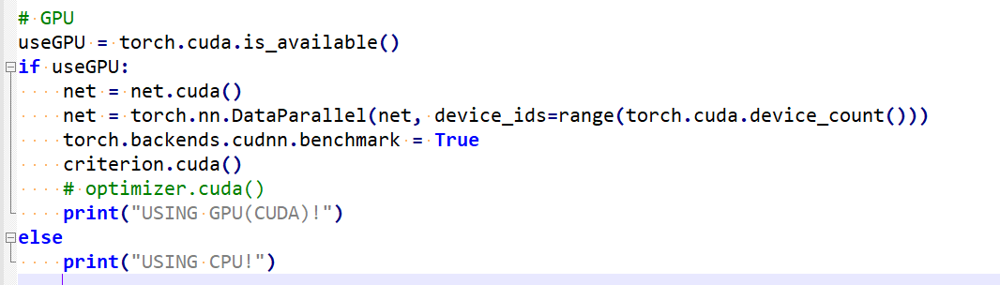 # GPU
useGPU = torch.cuda.is_available()
if useGPU:
    net = net.cuda()
    net = torch.nn.DataParallel(net, device_ids=range(torch.cuda.device_count()))
    torch.backends.cudnn.benchmark = True
    criterion.cuda()
    # optimizer.cuda()
    print("USING GPU(CUDA)!")
else
    print("USING CPU!")